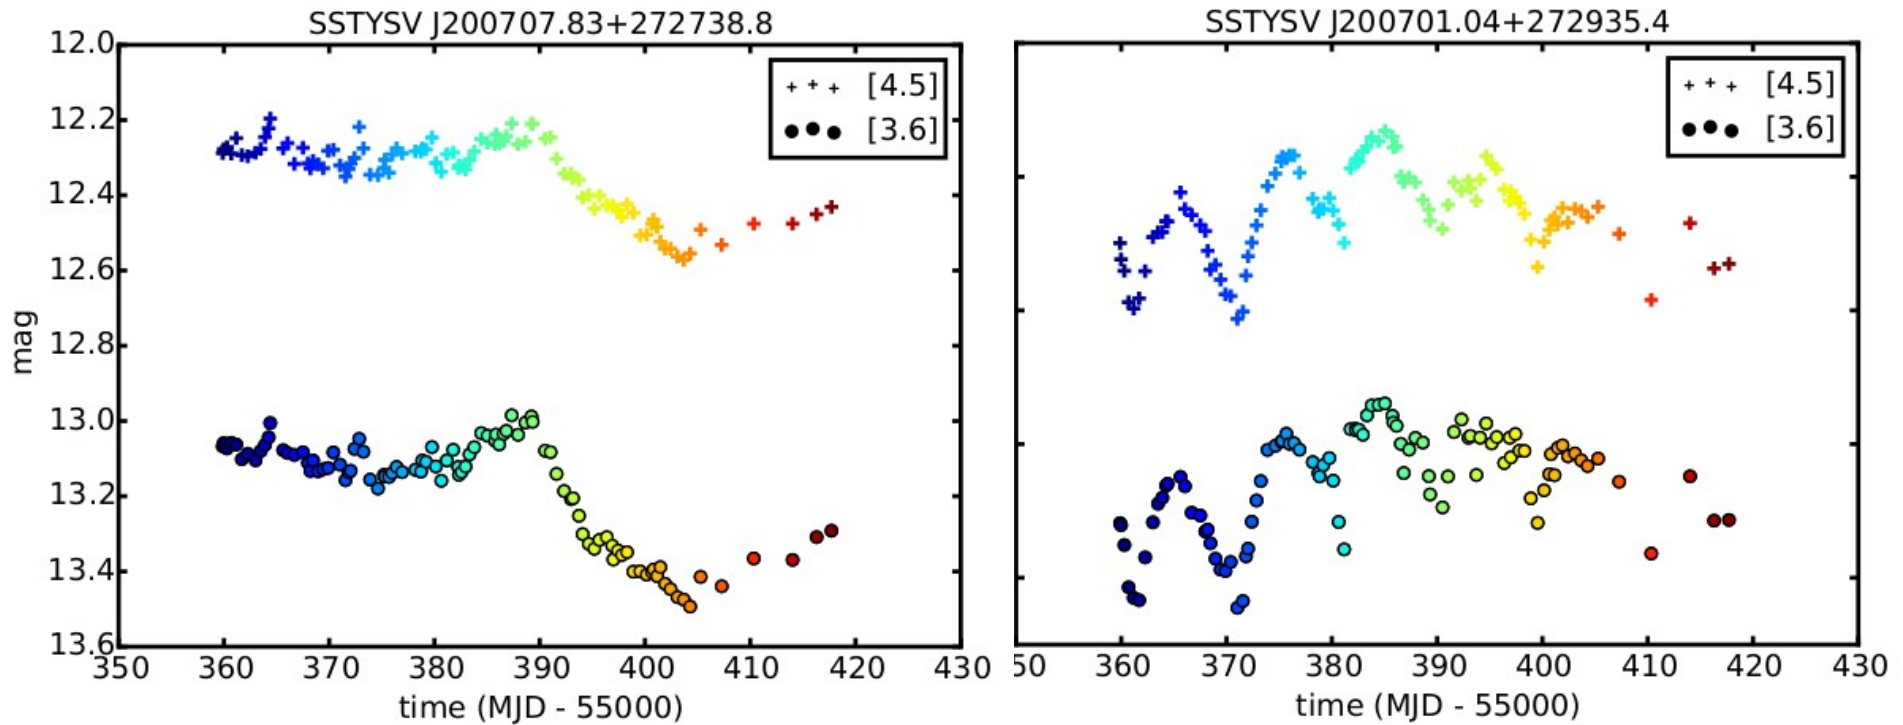 SSTYSV J200707.83+272738.8
12.0
12.2
12.4
12.6
12.8
13.0
13.2
13.4
13.6
mag
[4.5]
[3.6]
350 360 370 380 390 400 410 420 430
time (MJD - 55000)
SSTYSV J200701.04+272935.4
[4.5]
[3.6]
50 360 370 380 390 400 410 420 430
time (MJD - 55000)